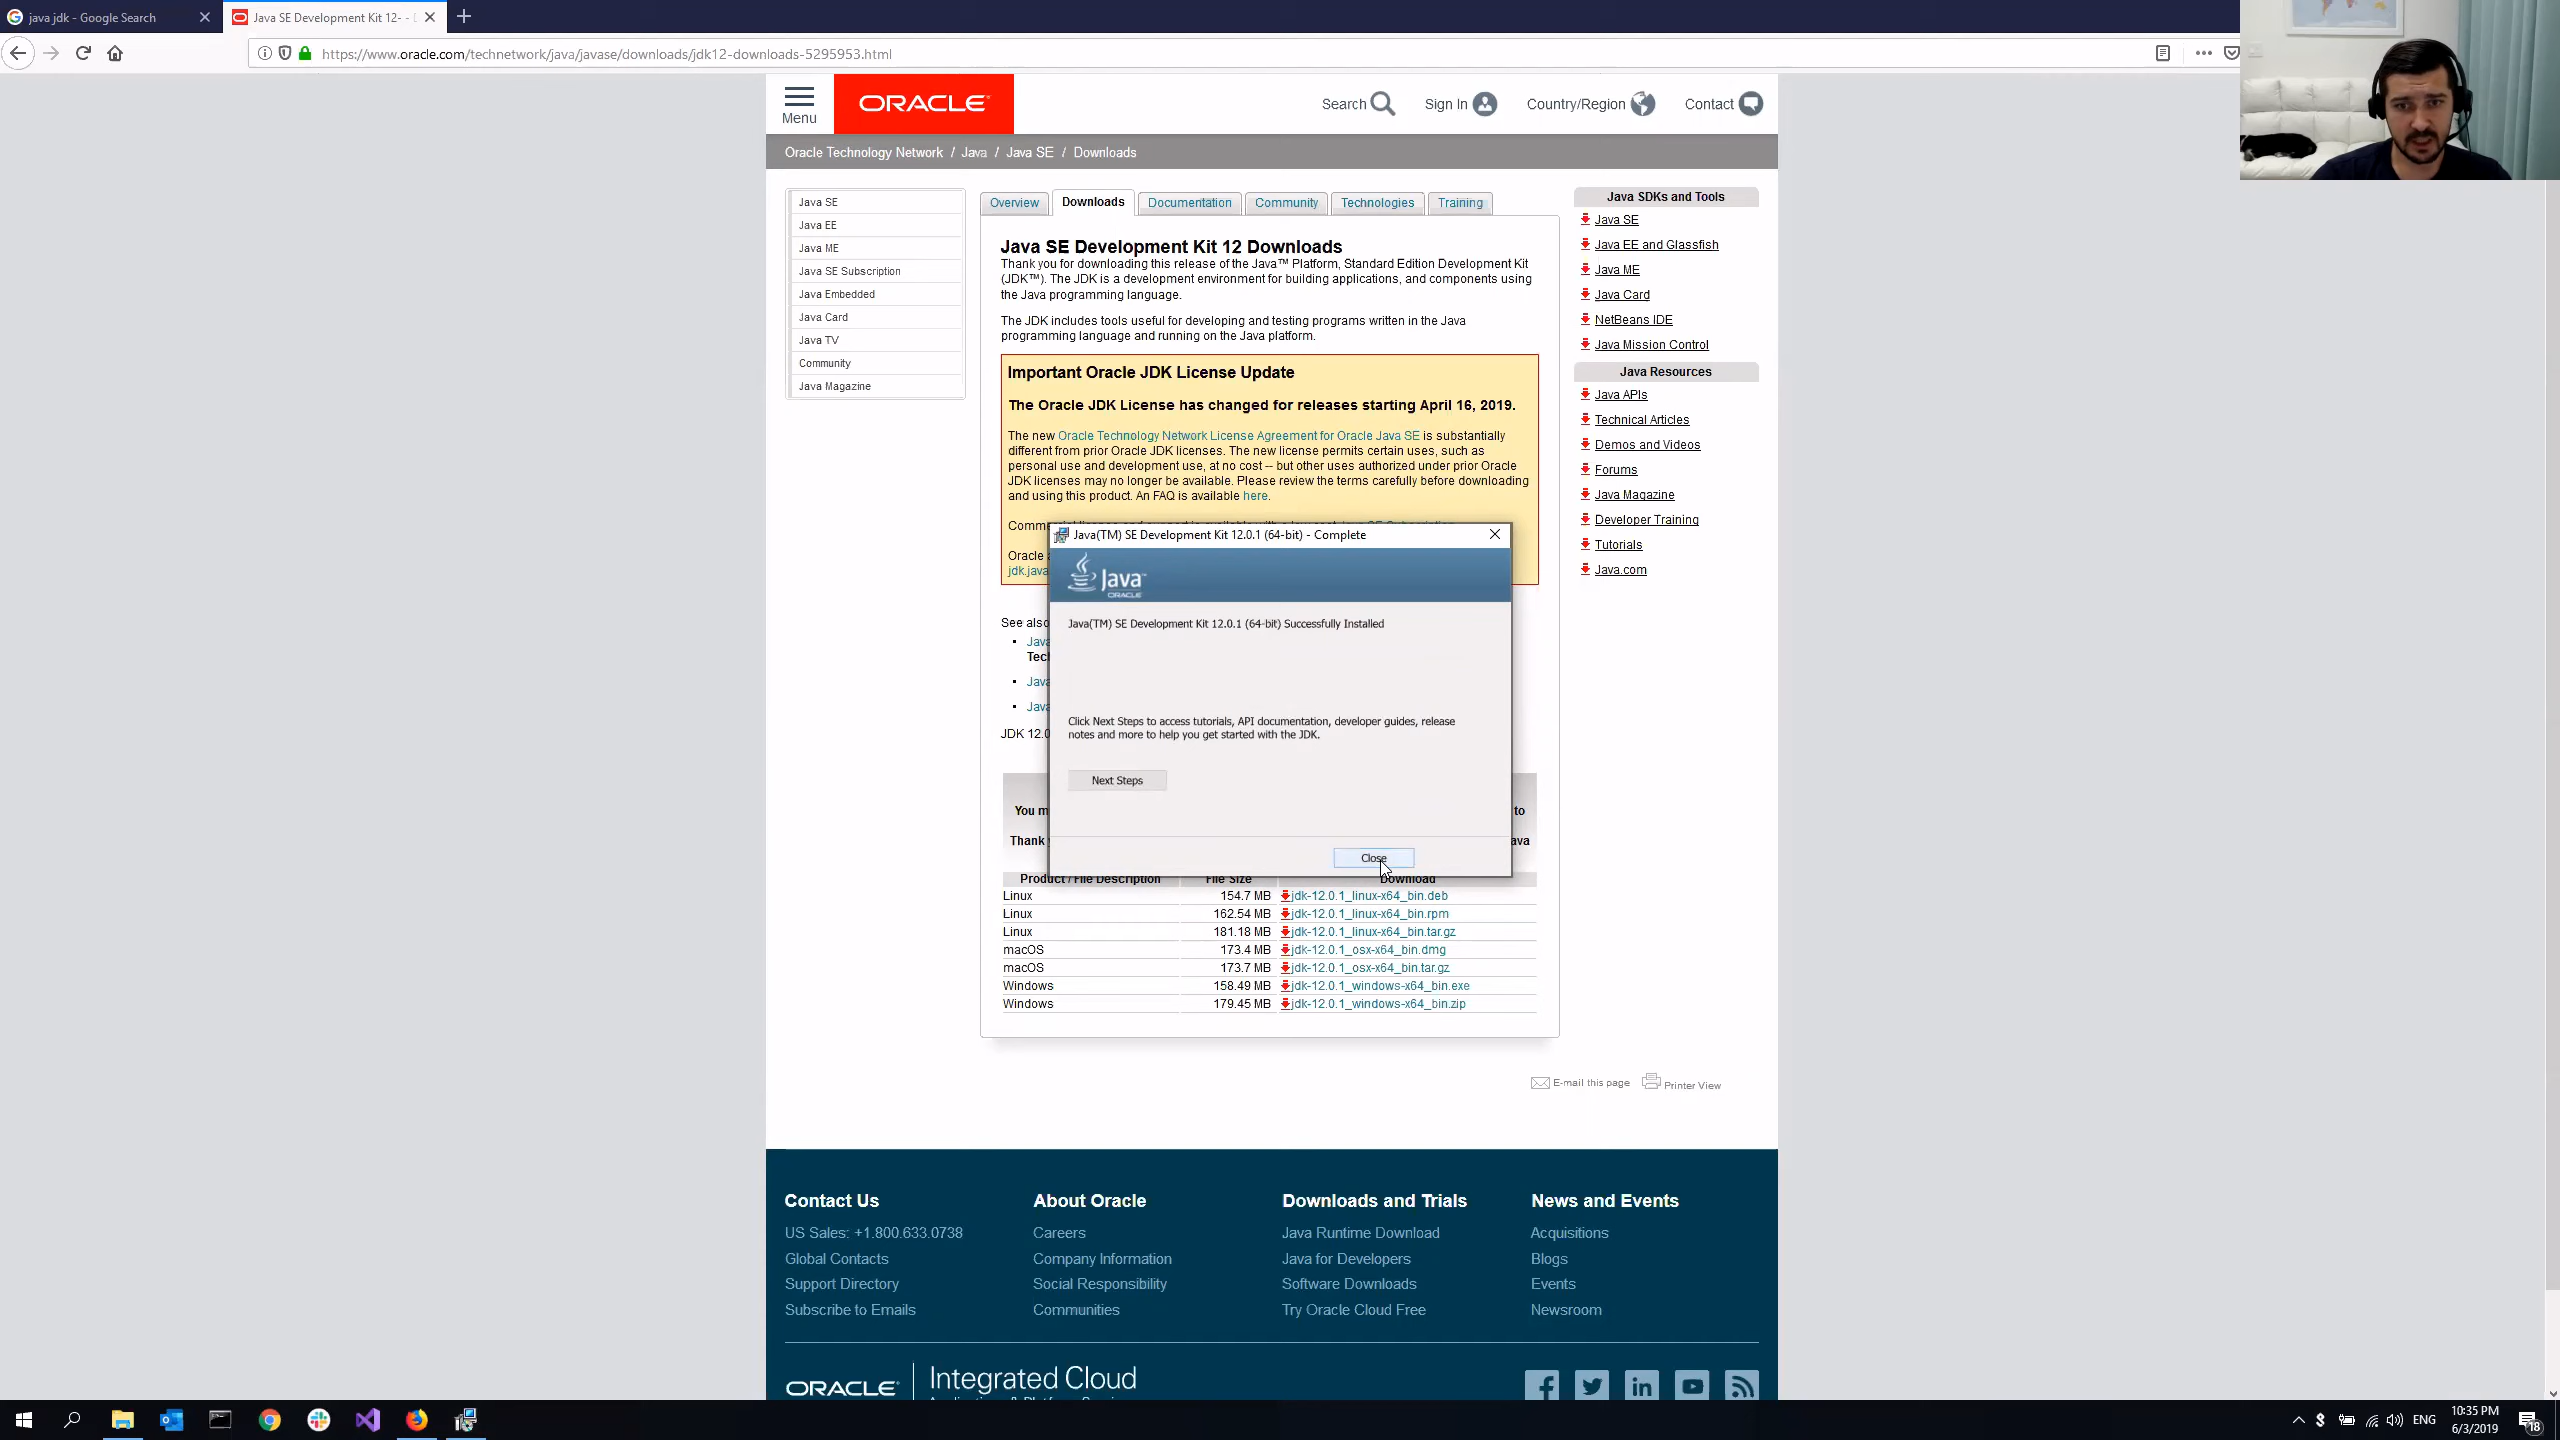 java jdk - Google Search
Java SE Development Kit 12- - D
https://www.oracle.com/technetwork/java/javase/downloads/jdk12-downloads-5295953.html
Menu
ORACLE
Search
Sign In
Country/Region
Contact
Oracle Technology Network / Java / Java SE / Downloads
Java SE
Java EE
Java ME
Java SE Subscription
Java Embedded
Java Card
Java TV
Community
Java Magazine
Overview
Downloads
Documentation
Community
Technologies
Training
Java SE Development Kit 12 Downloads
Thank you for downloading this release of the Java™ Platform, Standard Edition Development Kit
(JDK™). The JDK is a development environment for building applications, and components using
the Java programming language.
The JDK includes tools useful for developing and testing programs written in the Java
programming language and running on the Java platform.
Important Oracle JDK License Update
The Oracle JDK License has changed for releases starting April 16, 2019.
The new Oracle Technology Network License Agreement for Oracle Java SE is substantially
different from prior Oracle JDK licenses. The new license permits certain uses, such as
personal use and development use, at no cost -- but other uses authorized under prior Oracle
JDK licenses may no longer be available. Please review the terms carefully before downloading
and using this product. An FAQ is available here.
Oracle
jdk.java
See also
Java
Tech
Java
Java
JDK 12.0
You m
to
Thank
ava
Java(TM) SE Development Kit 12.0.1 (64-bit) - Complete
Java™
ORACLE
Java(TM) SE Development Kit 12.0.1 (64-bit) Successfully Installed
Click Next Steps to access tutorials, API documentation, developer guides, release
notes and more to help you get started with the JDK.
Next Steps
Close
Product / File Description File Size Download
Linux 154.7 MB jdk-12.0.1_linux-x64_bin.deb
Linux 162.54 MB jdk-12.0.1_linux-x64_bin.rpm
Linux 181.18 MB jdk-12.0.1_linux-x64_bin.tar.gz
macOS 173.4 MB jdk-12.0.1_osx-x64_bin.dmg
macOS 173.7 MB jdk-12.0.1_osx-x64_bin.tar.gz
Windows 158.49 MB jdk-12.0.1_windows-x64_bin.exe
Windows 179.45 MB jdk-12.0.1_windows-x64_bin.zip
Java SDKs and Tools
Java SE
Java EE and Glassfish
Java ME
Java Card
NetBeans IDE
Java Mission Control
Java Resources
Java APIs
Technical Articles
Demos and Videos
Forums
Java Magazine
Developer Training
Tutorials
Java.com
E-mail this page
Printer View
Contact Us
US Sales: +1.800.633.0738
Global Contacts
Support Directory
Subscribe to Emails
About Oracle
Careers
Company Information
Social Responsibility
Communities
Downloads and Trials
Java Runtime Download
Java for Developers
Software Downloads
Try Oracle Cloud Free
News and Events
Acquisitions
Blogs
Events
Newsroom
ORACLE
Integrated Cloud
ENG
10:35 PM
6/3/2019
18